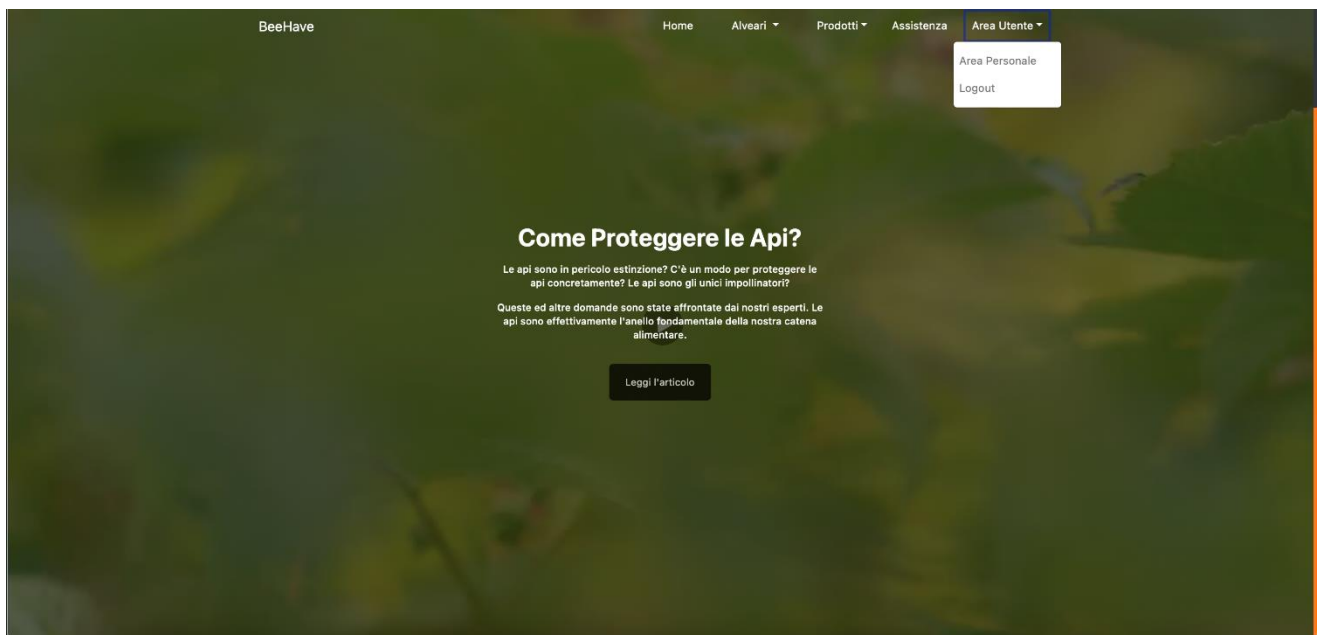 BeeHave
Home
Alveari
Prodotti
Assistenza
Area Utente
Area Personale
Logout
Come Proteggere le Api?
Le api sono in pericolo estinzione? C'è un modo per proteggere le
api concretamente? Le api sono gli unici impollinatori?
Queste ed altre domande sono state affrontate dai nostri esperti. Le
api sono effettivamente l'anello fondamentale della nostra catena
alimentare.
Leggi l'articolo